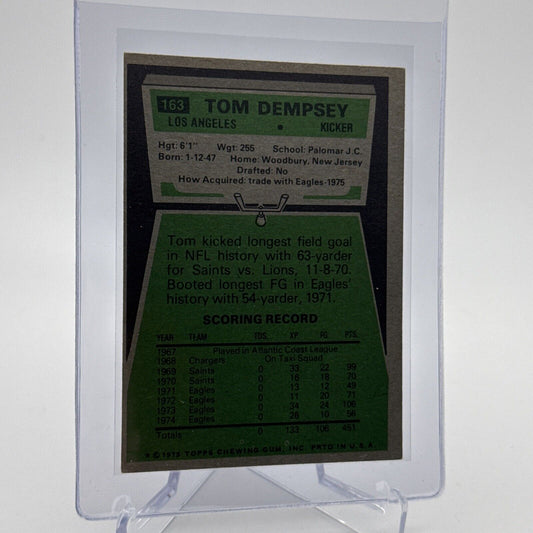 163 TOM DEMPSEY
LOS ANGELES • KICKER
Hgt: 6'1" Wgt: 255 School: Palomar J.C.
Born: 1-12-47 Home: Woodbury, New Jersey
Drafted: No
How Acquired: trade with Eagles-1975
Tom kicked longest field goal
in NFL history with 63-yarder
for Saints vs. Lions, 11-8-70.
Booted longest FG in Eagles'
history with 54-yarder, 1971.
SCORING RECORD
YEAR TEAM TDS. XP. FG. PTS.
1967 Played in Atlantic Coast League
1968 Chargers On Taxi Squad
1969 Saints 0 33 22 99
1970 Saints 0 16 18 70
1971 Eagles 0 13 12 49
1972 Eagles 0 11 20 71
1973 Eagles 0 34 24 106
1974 Eagles 0 26 10 56
Totals 0 133 106 451
© 1975 TOPPS CHEWING GUM, INC. PRTD IN U.S.A.